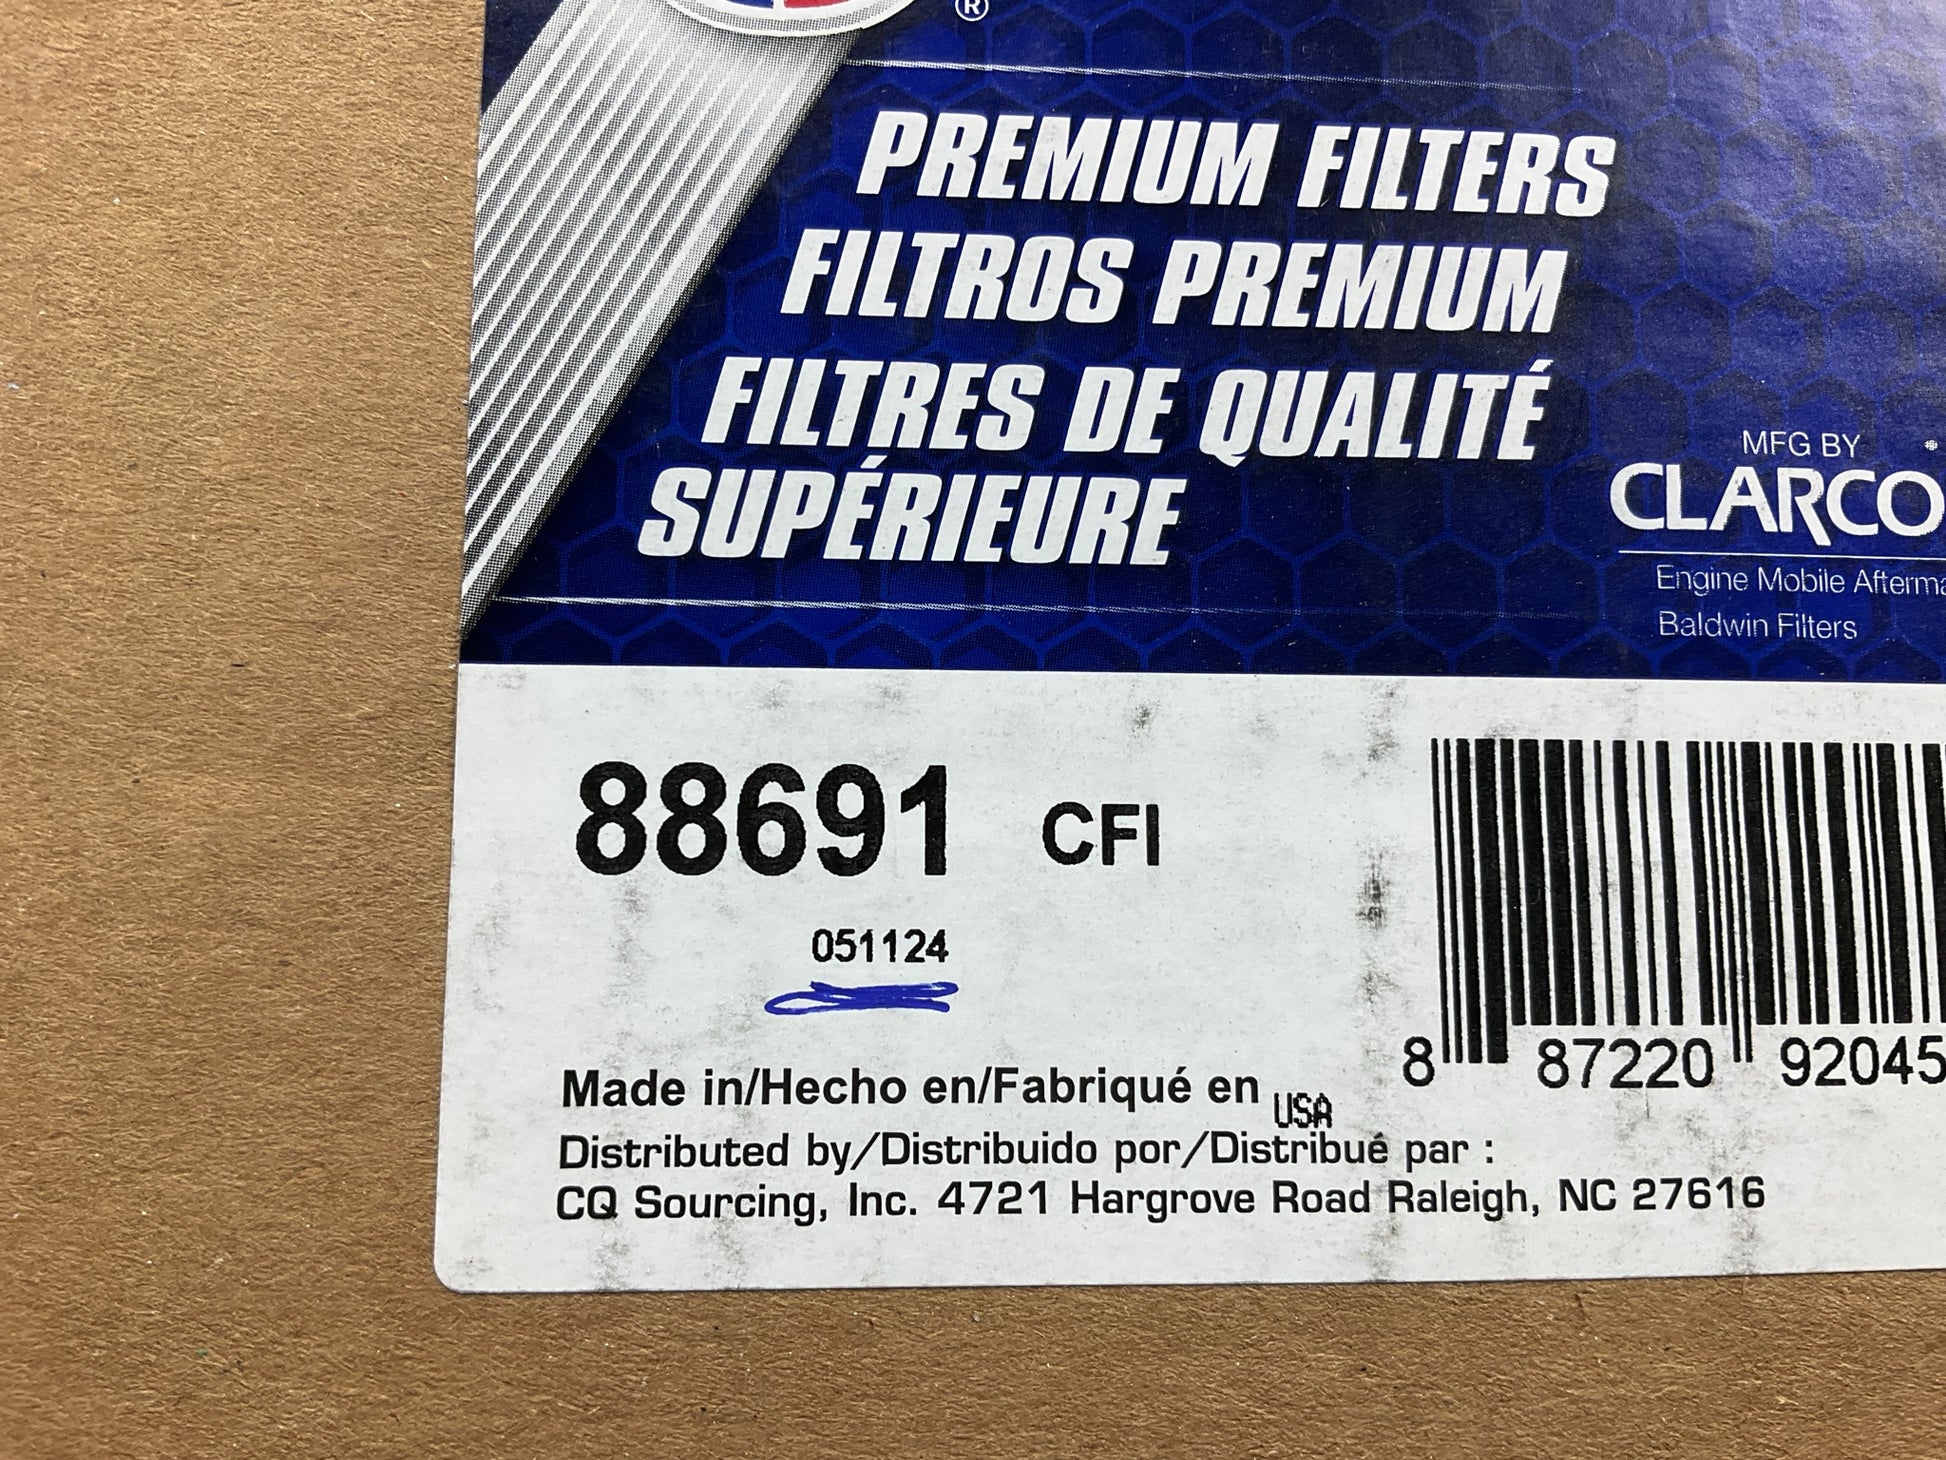 ®
PREMIUM FILTERS
FILTROS PREMIUM
FILTRES DE QUALITÉ
SUPÉRIEURE
MFG BY
CLARCO
Engine Mobile
Baldwin Filters
88691 CFI
051124
8 87220 92045
Made in/Hecho en/Fabriqué en USA
Distributed by/Distribuido por/Distribué par :
CQ Sourcing, Inc. 4721 Hargrove Road Raleigh, NC 27616